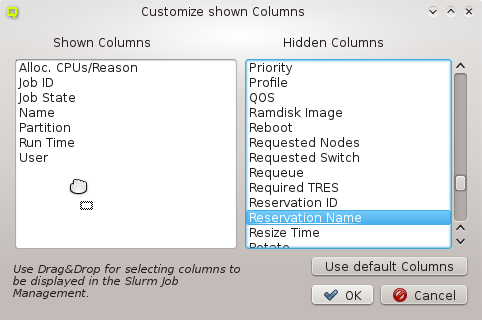 Customize shown Columns
Shown Columns
Alloc. CPUs/Reason
Job ID
Job State
Name
Partition
Run Time
User
Hidden Columns
Priority
Profile
QOS
Ramdisk Image
Reboot
Requested Nodes
Requested Switch
Requeue
Required TRES
Reservation ID
Reservation Name
Resize Time
Use Drag&Drop for selecting columns to
be displayed in the Slurm Job
Management.
Use default Columns
OK
Cancel